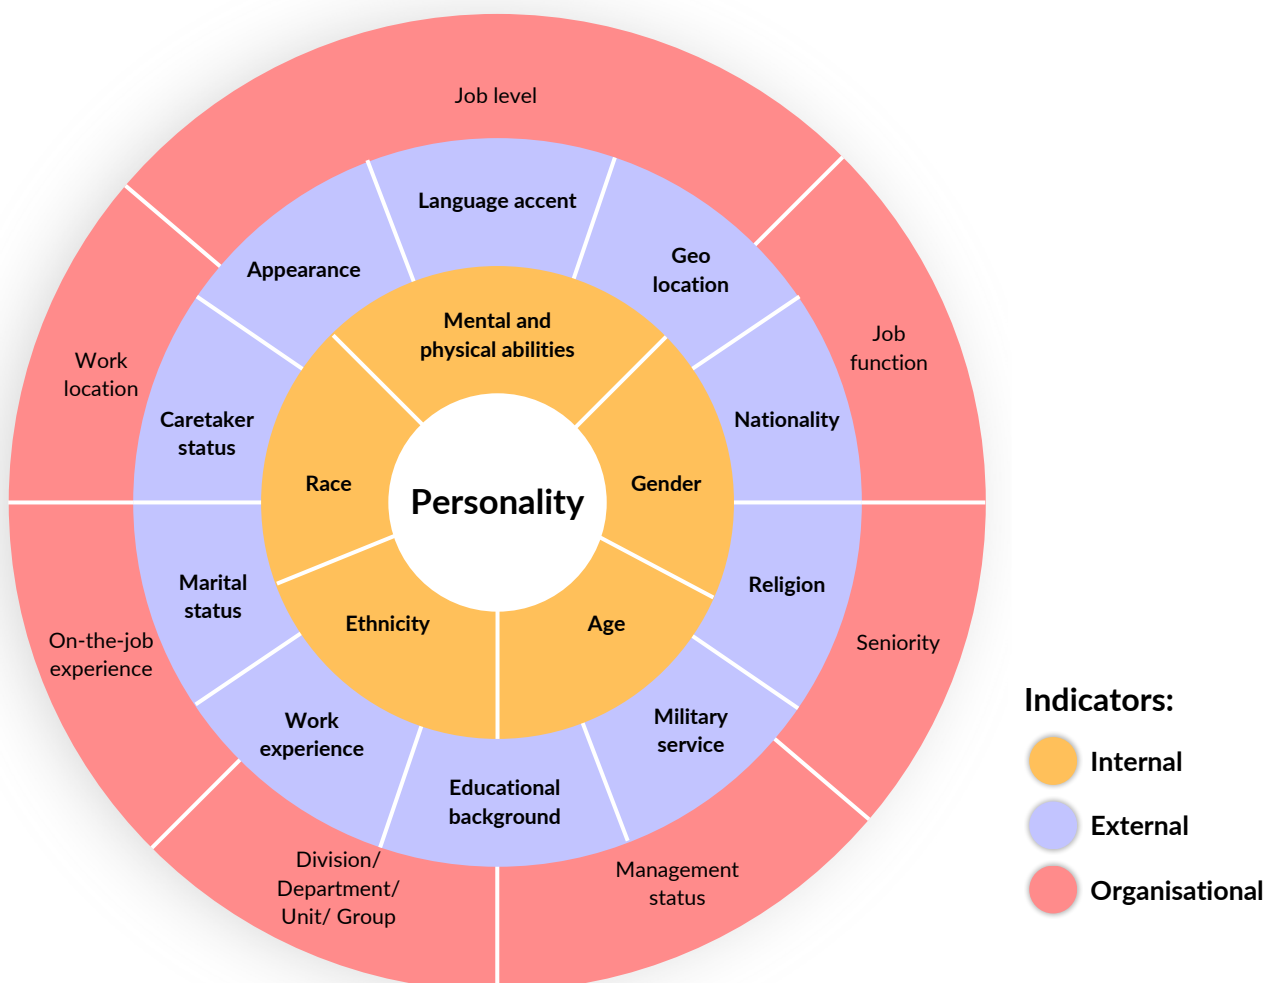 Job level
Language accent
Geo
location
Appearance
Mental and
physical abilities
Job
function
Work
location
Caretaker
status
Nationality
Race
Personality
Gender
Marital
status
Religion
Ethnicity
Age
On-the-job
experience
Seniority
Work
experience
Military
service
Educational
background
Division/
Department/
Unit/ Group
Management
status
Indicators:
Internal
External
Organisational